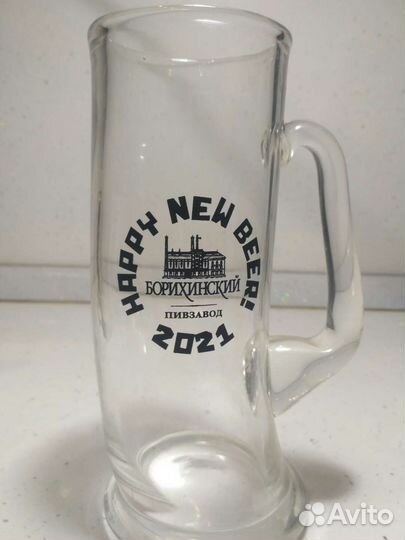 HAPPY NEW BEER!
БОРИХИНСКИЙ
ПИВЗАВОД
2021
Avito